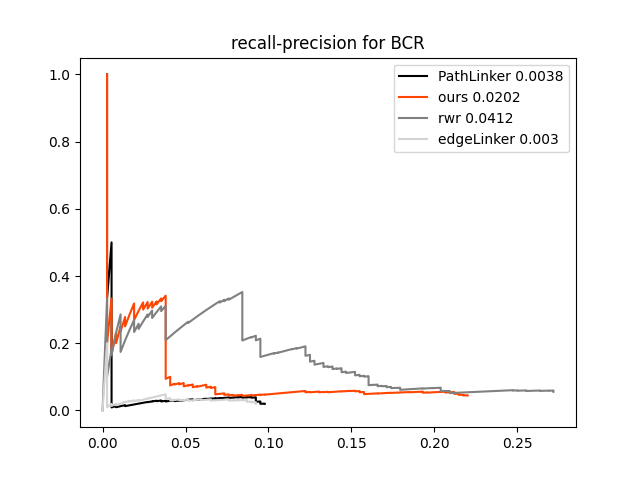 recall-precision for BCR
PathLinker 0.0038
ours 0.0202
rwr 0.0412
edgeLinker 0.003
1.0
0.8
0.6
0.4
0.2
0.0
0.00 0.05 0.10 0.15 0.20 0.25